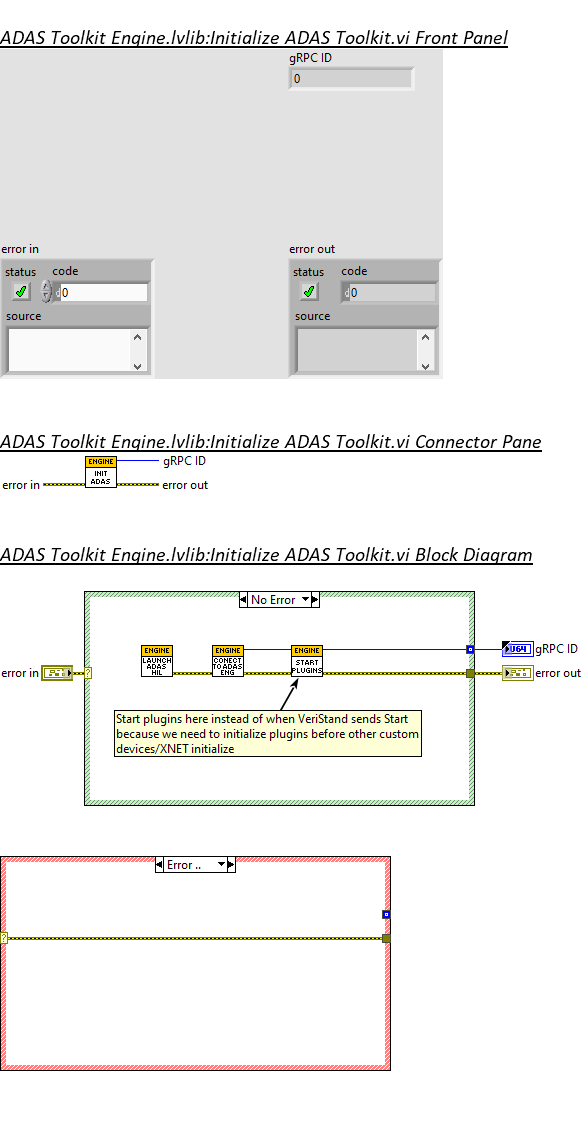 ADAS Toolkit Engine.lvlib:Initialize ADAS Toolkit.vi Front Panel
gRPC ID
0
error in
status code
d 0
source
error out
status code
d 0
source
ADAS Toolkit Engine.lvlib:Initialize ADAS Toolkit.vi Connector Pane
ENGINE
INIT
ADAS
gRPC ID
error in
error out
ADAS Toolkit Engine.lvlib:Initialize ADAS Toolkit.vi Block Diagram
No Error
ENGINE
LAUNCH
ADAS
HIL
ENGINE
CONECT
TO ADAS
ENG
ENGINE
START
PLUGINS
error in
?
U64
gRPC ID
error out
Start plugins here instead of when VeriStand sends Start
because we need to initialize plugins before other custom
devices/XNET initialize
Error ..
?